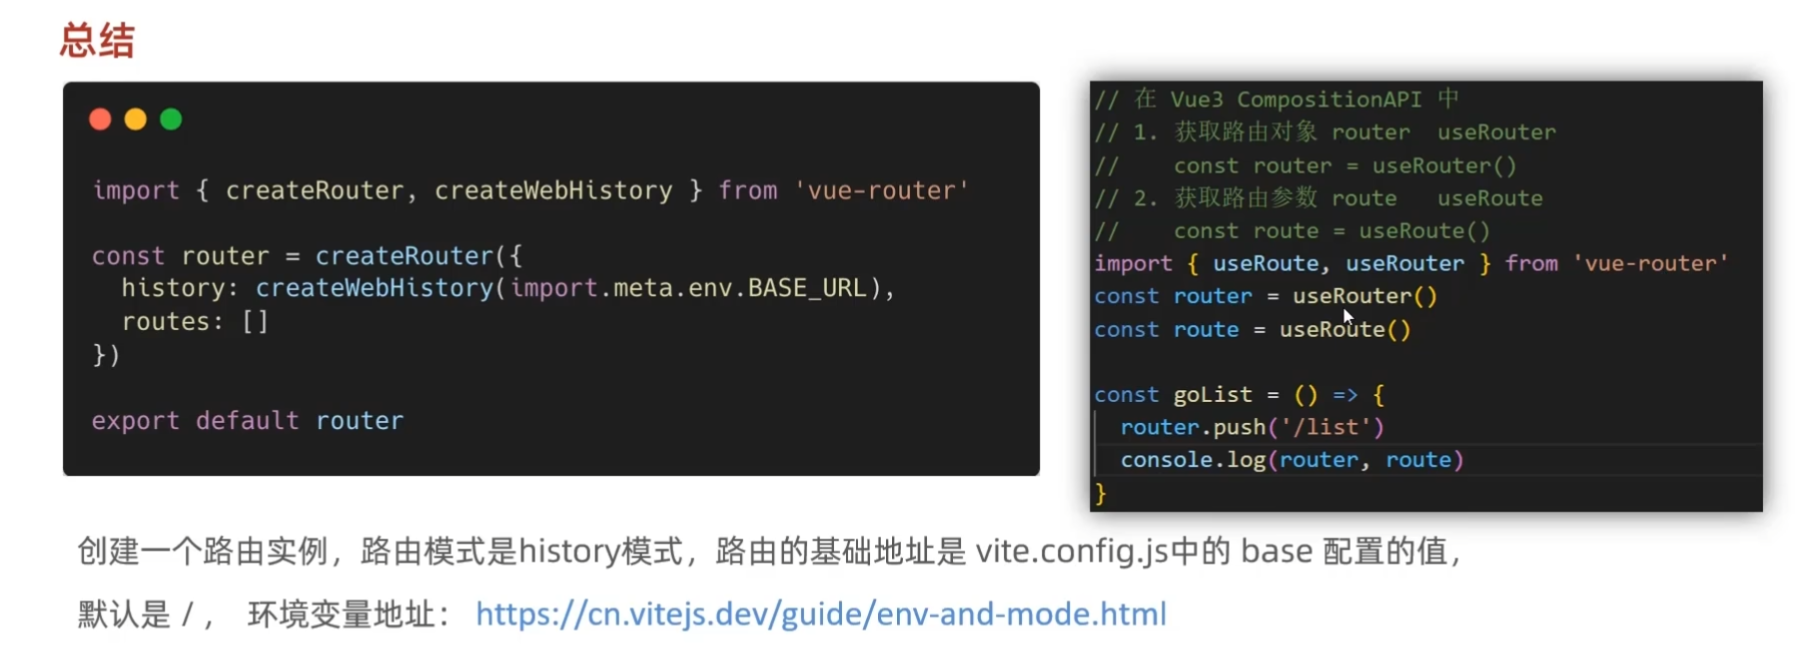 总结
import { createRouter, createWebHistory } from 'vue-router'
const router = createRouter({
  history: createWebHistory(import.meta.env.BASE_URL),
  routes: []
})
export default router
// 在 Vue3 CompositionAPI 中
// 1. 获取路由对象 router  useRouter
//    const router = useRouter()
// 2. 获取路由参数 route   useRoute
//    const route = useRoute()
import { useRoute, useRouter } from 'vue-router'
const router = useRouter()
const route = useRoute()
const goList = () => {
  router.push('/list')
  console.log(router, route)
}
创建一个路由实例，路由模式是history模式，路由的基础地址是 vite.config.js中的 base 配置的值，
默认是 / ， 环境变量地址： https://cn.vitejs.dev/guide/env-and-mode.html